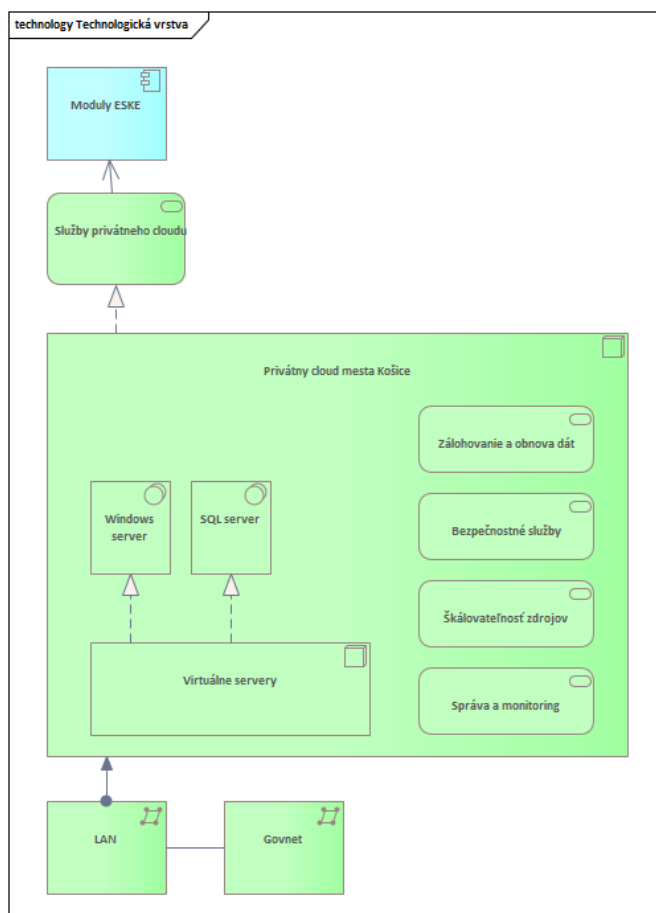 technology Technologická vrstva
Moduly ESKE
Služby privátneho cloudu
Privátny cloud mesta Košice
Zálohovanie a obnova dát
Windows
server
SQL server
Bezpečnostné služby
Škálovateľnosť zdrojov
Virtuálne servery
Správa a monitoring
LAN
Govnet